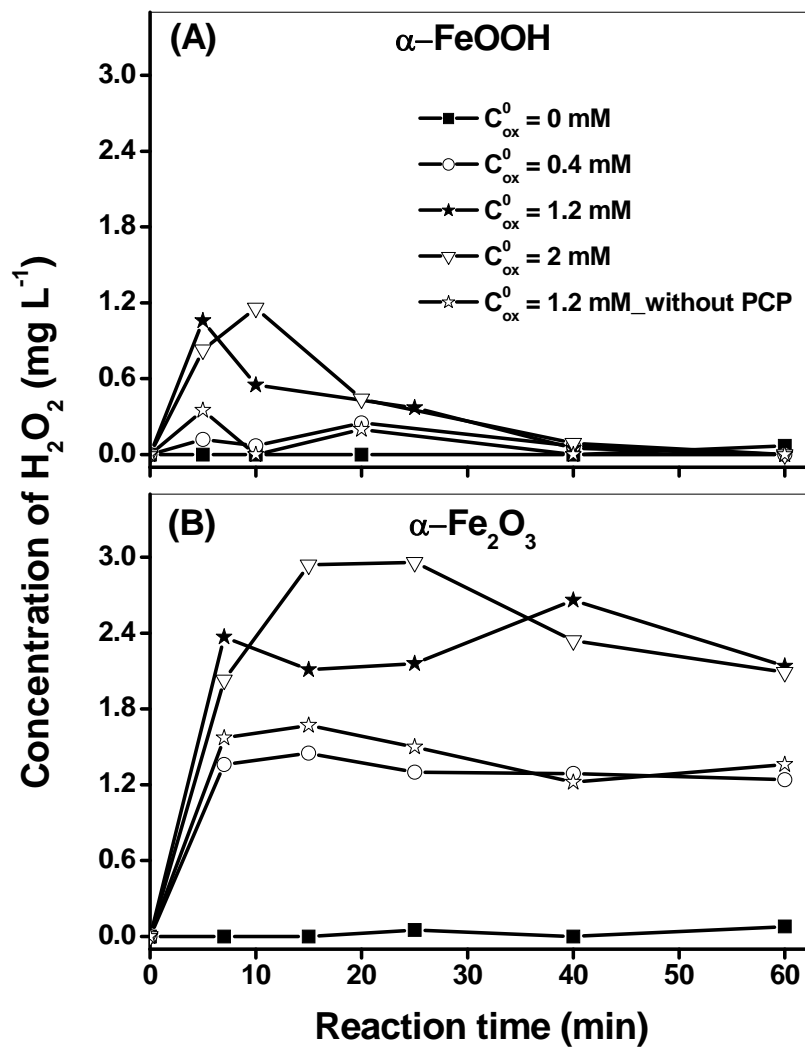 (A) α–FeOOH
3.0
2.4
1.8
1.2
0.6
0.0
C⁰ox = 0 mM
C⁰ox = 0.4 mM
C⁰ox = 1.2 mM
C⁰ox = 2 mM
C⁰ox = 1.2 mM_without PCP
Concentration of H₂O₂ (mg L⁻¹)
(B) α–Fe₂O₃
3.0
2.4
1.8
1.2
0.6
0.0
0 10 20 30 40 50 60
Reaction time (min)